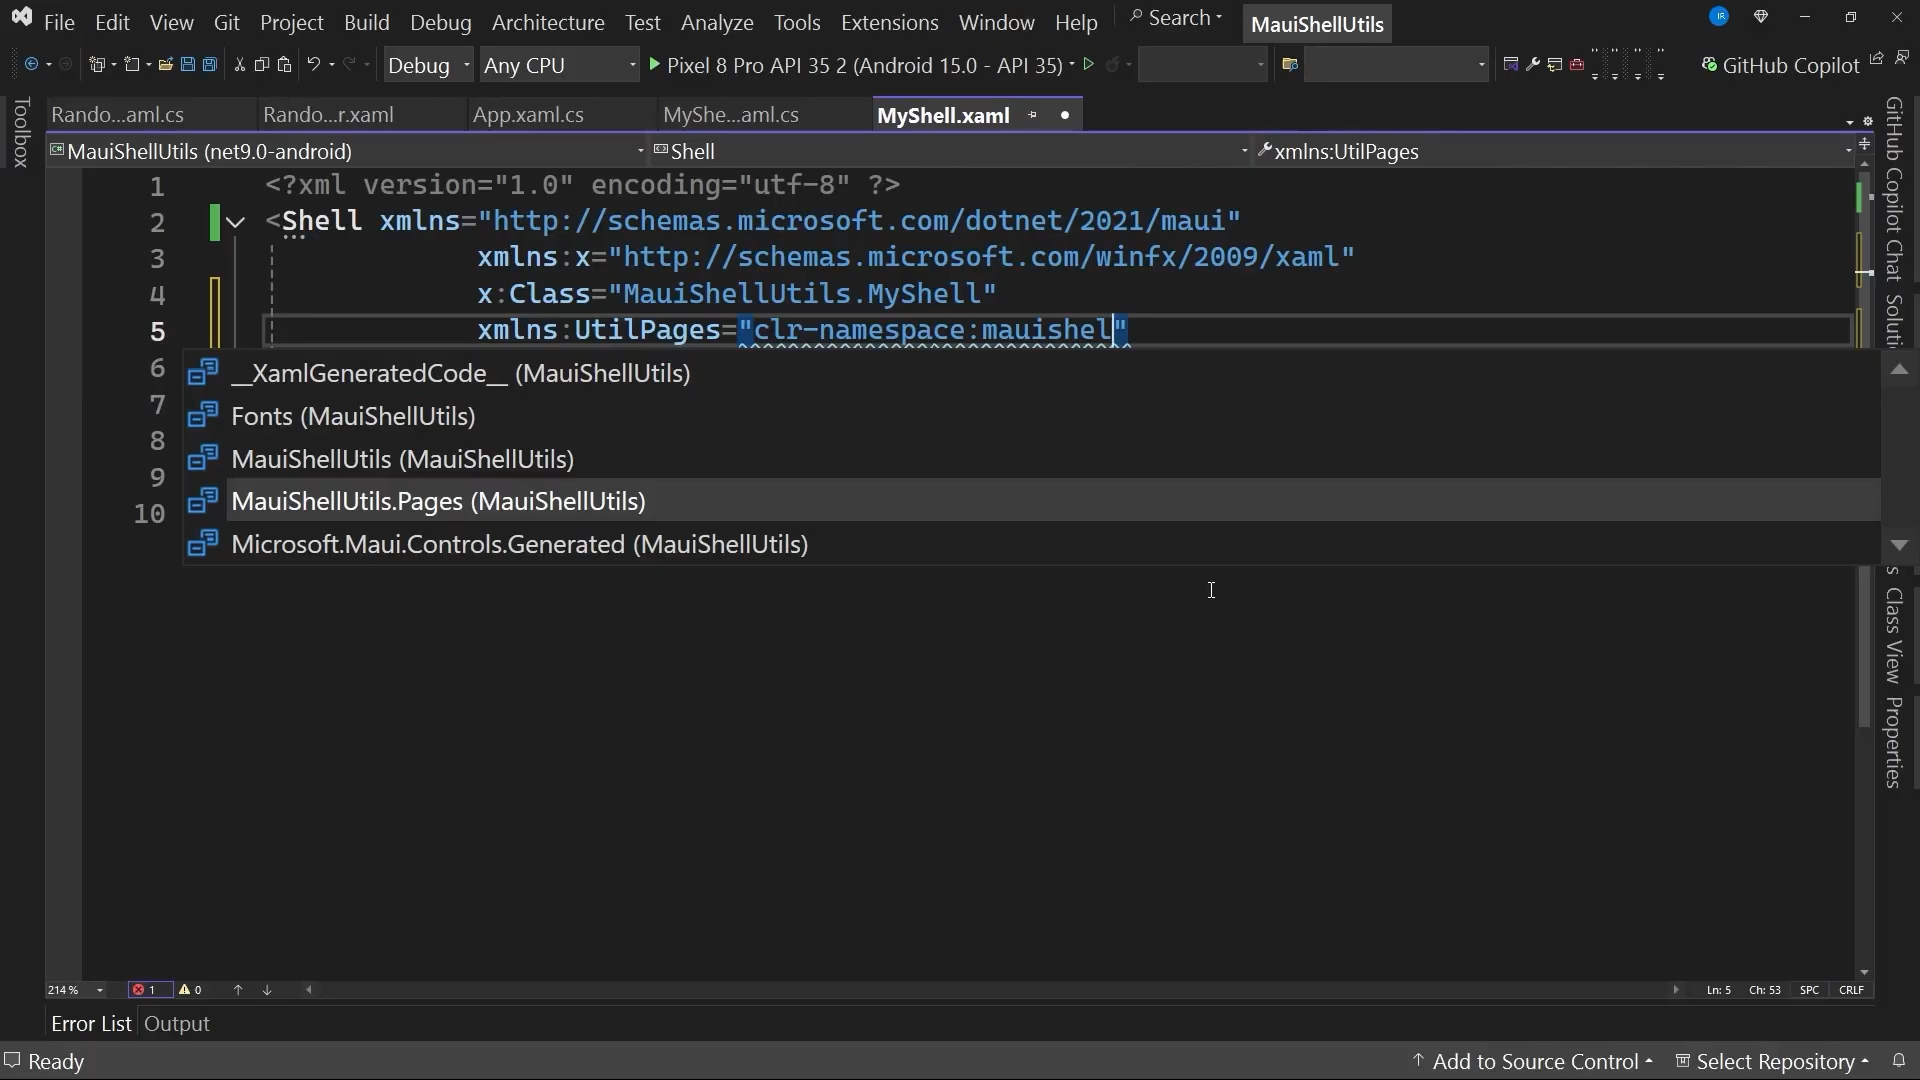 File Edit View Git Project Build Debug Architecture Test Analyze Tools Extensions Window Help Search MauiShellUtils IR
Debug Any CPU Pixel 8 Pro API 35 2 (Android 15.0 - API 35) GitHub Copilot
Toolbox
Rando...aml.cs Rando...r.xaml App.xaml.cs MyShe...aml.cs MyShell.xaml
MauiShellUtils (net9.0-android) Shell xmlns:UtilPages
1 <?xml version="1.0" encoding="utf-8" ?>
2 <Shell xmlns="http://schemas.microsoft.com/dotnet/2021/maui"
3 xmlns:x="http://schemas.microsoft.com/winfx/2009/xaml"
4 x:Class="MauiShellUtils.MyShell"
5 xmlns:UtilPages="clr-namespace:mauishel"
6 __XamlGeneratedCode__ (MauiShellUtils)
7 Fonts (MauiShellUtils)
8 MauiShellUtils (MauiShellUtils)
9 MauiShellUtils.Pages (MauiShellUtils)
10 Microsoft.Maui.Controls.Generated (MauiShellUtils)
GitHub Copilot Chat
Class View
Properties
214 % 1 0 Ln: 5 Ch: 53 SPC CRLF
Error List Output
Ready Add to Source Control Select Repository